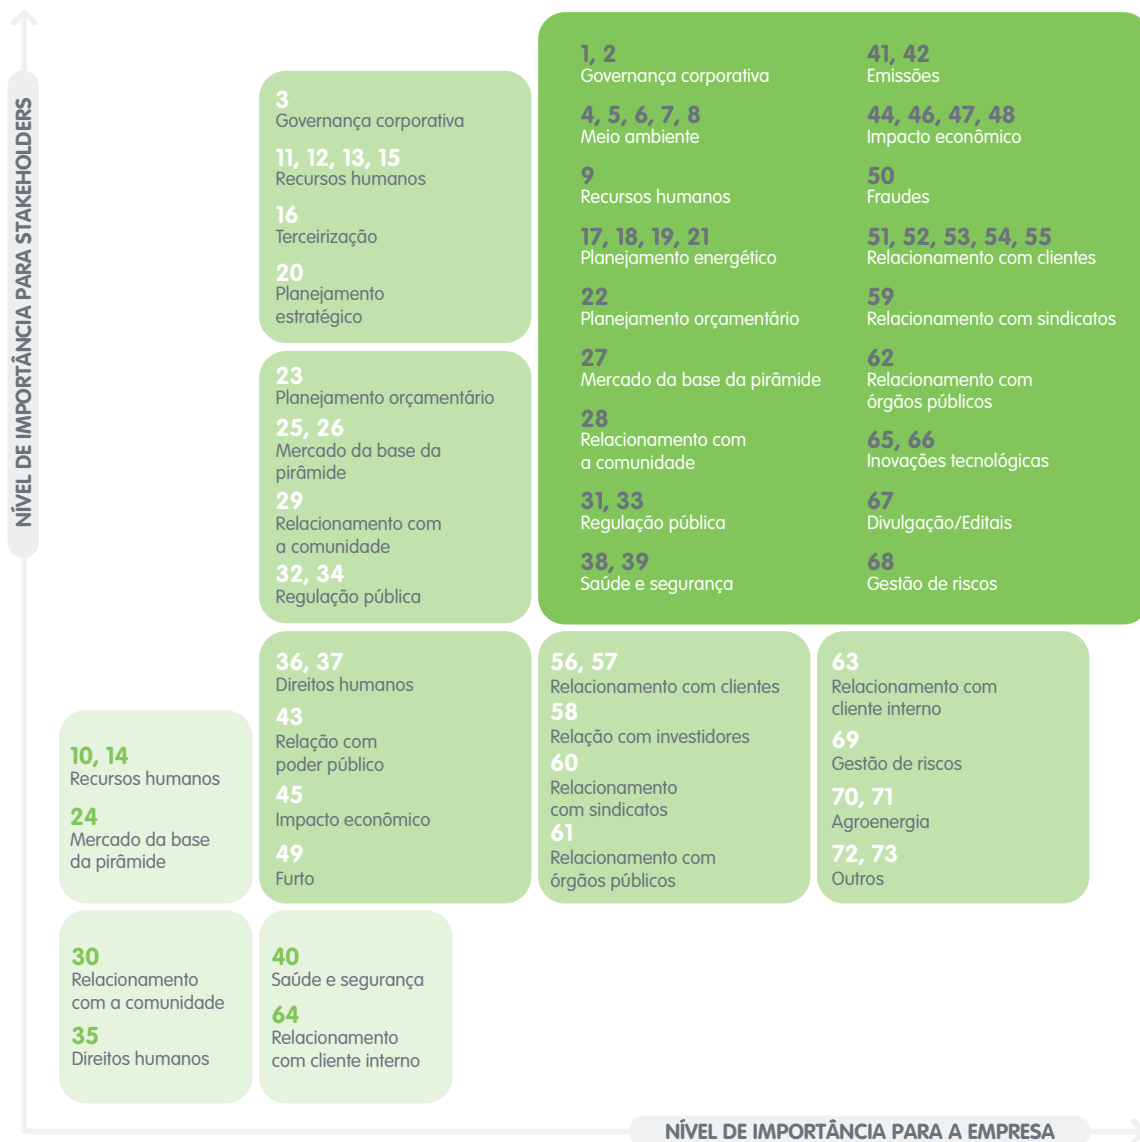 NÍVEL DE IMPORTÂNCIA PARA STAKEHOLDERS
3
Governança corporativa
11, 12, 13, 15
Recursos humanos
16
Terceirização
20
Planejamento
estratégico
1, 2
Governança corporativa
4, 5, 6, 7, 8
Meio ambiente
9
Recursos humanos
17, 18, 19, 21
Planejamento energético
22
Planejamento orçamentário
27
Mercado da base da pirâmide
28
Relacionamento com
a comunidade
31, 33
Regulação pública
38, 39
Saúde e segurança
41, 42
Emissões
44, 46, 47, 48
Impacto econômico
50
Fraudes
51, 52, 53, 54, 55
Relacionamento com clientes
59
Relacionamento com sindicatos
62
Relacionamento com
órgãos públicos
65, 66
Inovações tecnológicas
67
Divulgação/Editais
68
Gestão de riscos
23
Planejamento orçamentário
25, 26
Mercado da base da
pirâmide
29
Relacionamento com
a comunidade
32, 34
Regulação pública
10, 14
Recursos humanos
24
Mercado da base
da pirâmide
36, 37
Direitos humanos
43
Relação com
poder público
45
Impacto econômico
49
Furto
56, 57
Relacionamento com clientes
58
Relação com investidores
60
Relacionamento
com sindicatos
61
Relacionamento com
órgãos públicos
63
Relacionamento com
cliente interno
69
Gestão de riscos
70, 71
Agroenergia
72, 73
Outros
30
Relacionamento
com a comunidade
35
Direitos humanos
40
Saúde e segurança
64
Relacionamento
com cliente interno
NÍVEL DE IMPORTÂNCIA PARA A EMPRESA